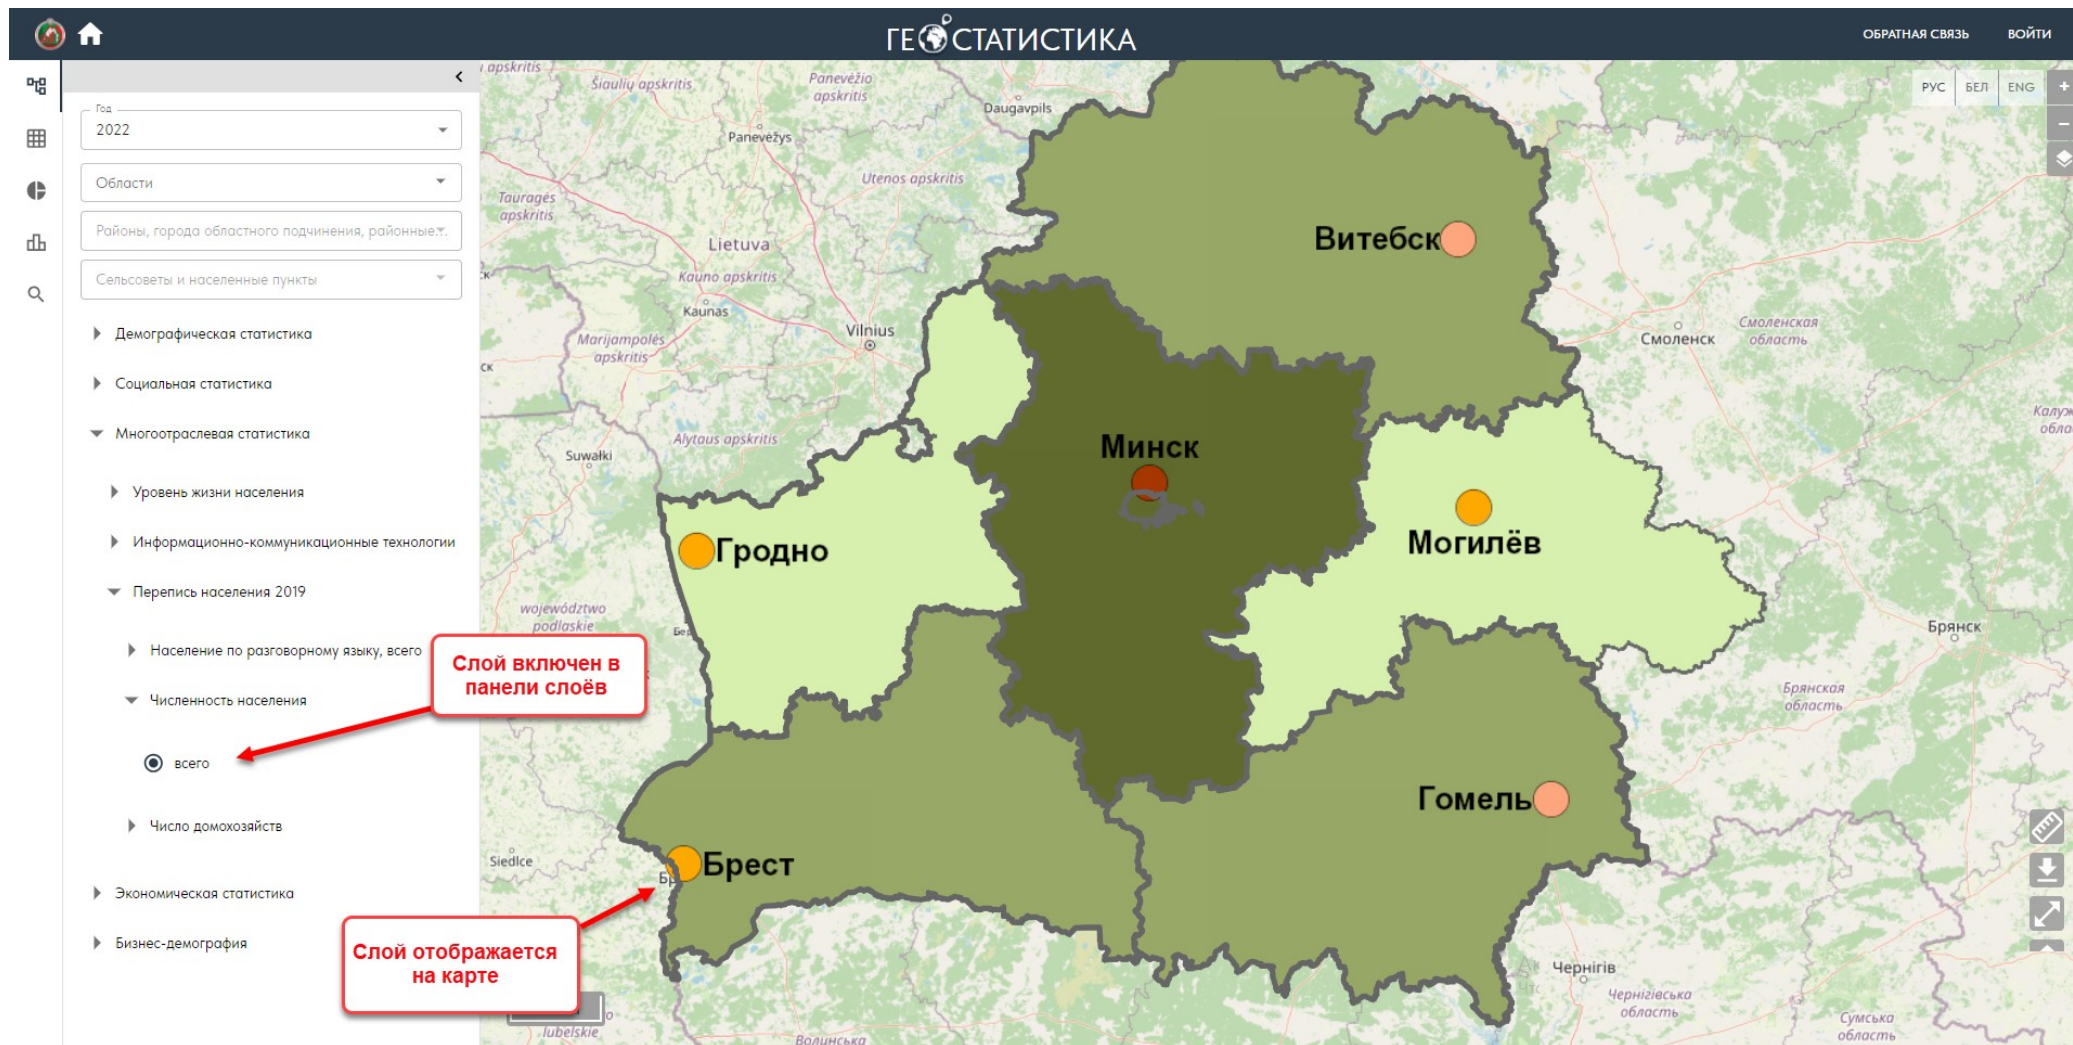 ГЕОСТАТИСТИКА
ОБРАТНАЯ СВЯЗЬ
ВОЙТИ
Год
2022
Области
Районы, города областного подчинения, районные...
Сельсоветы и населенные пункты
Демографическая статистика
Социальная статистика
Многоотраслевая статистика
Уровень жизни населения
Информационно-коммуникационные технологии
Перепись населения 2019
Население по разговорному языку, всего
Численность населения
всего
Число домохозяйств
Экономическая статистика
Бизнес-демография
Слой включен в
панели слоёв
Слой отображается
на карте
РУС
БЕЛ
ENG
apskritis
Šiaulių apskritis
Panevėžio
apskritis
Daugavpils
Panevėžys
Utenos apskritis
Tauragės
apskritis
Lietuva
Kauno apskritis
Kaunas
Vilnius
Marijampolės
apskritis
Alytaus apskritis
Suwałki
województwo
podlaskie
Siedlce
lubelskie
Волинська
Витебск
Минск
Гродно
Могилёв
Гомель
Брест
Смоленск
Смоленская
область
Брянск
Брянская
область
Чернігів
Чернігівська
область
Сумська
область